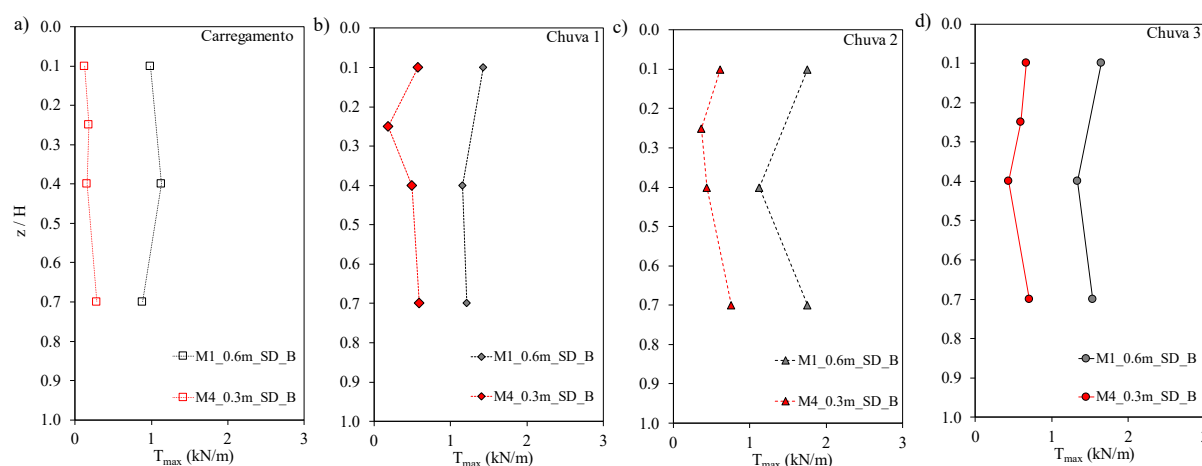 a)
Carregamento
0.0
0.1
0.2
0.3
0.4
0.5
0.6
0.7
0.8
0.9
1.0
z / H
M1_0.6m_SD_B
M4_0.3m_SD_B
0 1 2 3
Tmax (kN/m)
b)
Chuva 1
0.0
0.1
0.2
0.3
0.4
0.5
0.6
0.7
0.8
0.9
1.0
M1_0.6m_SD_B
M4_0.3m_SD_B
0 1 2 3
Tmax (kN/m)
c)
Chuva 2
0.0
0.1
0.2
0.3
0.4
0.5
0.6
0.7
0.8
0.9
1.0
M1_0.6m_SD_B
M4_0.3m_SD_B
0 1 2 3
Tmax (kN/m)
d)
Chuva 3
0.0
0.1
0.2
0.3
0.4
0.5
0.6
0.7
0.8
0.9
1.0
M1_0.6m_SD_B
M4_0.3m_SD_B
0 1 2 3
Tmax (kN/m)